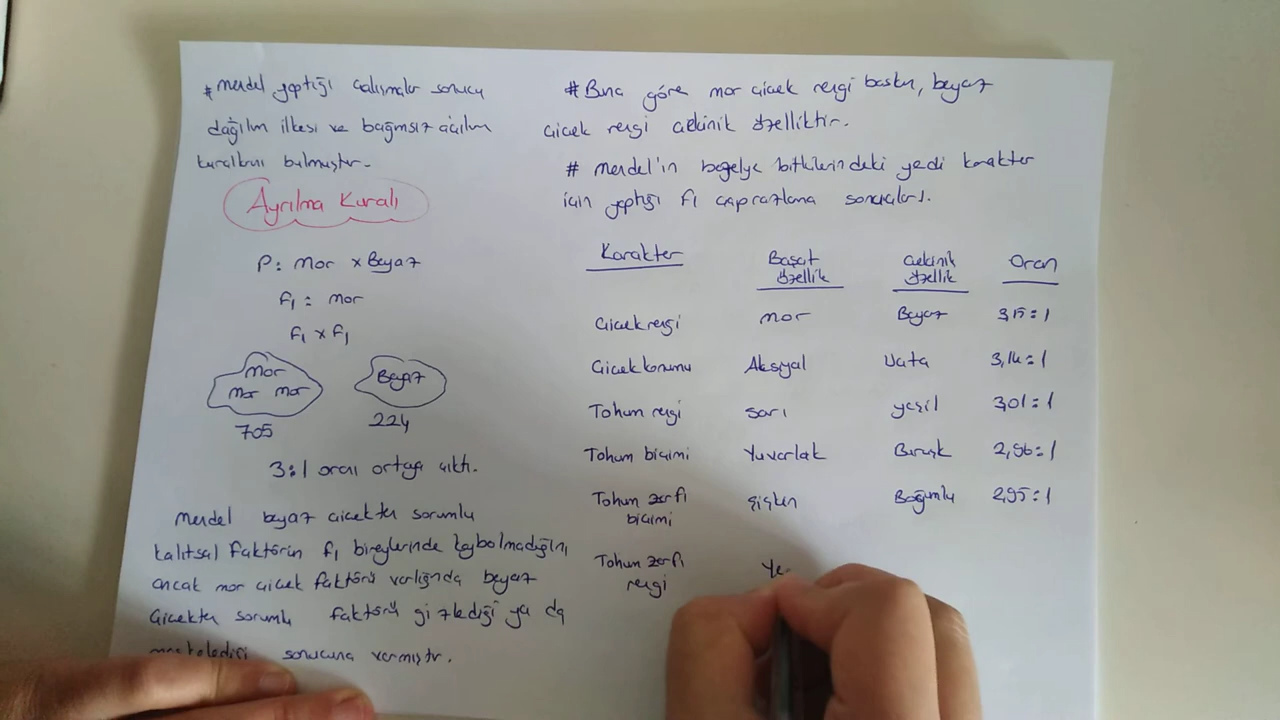 # Mendel yaptığı çalışmalar sonucu
dağılım ilkesi ve bağımsız açılım
kuralını bulmuştur.
Ayrılma Kuralı
P: Mor x Beyaz
F1 : Mor
F1 x F1
Mor
Mor Mor
Beyaz
705
224
3:1 oranı ortaya çıktı.
Mendel beyaz çiçekten sorumlu
kalıtsal faktörün F1 bireylerinde kaybolmadığını,
ancak mor çiçek faktörü varlığında beyaz
çiçekten sorumlu faktörü gizlediği ya da
maskelediği sonucuna varmıştır.
# Buna göre mor çiçek rengi baskın, beyaz
çiçek rengi çekinik özelliktir.
# Mendel'in bezelye bitkilerindeki yedi karakter
için yaptığı F1 çaprazlama sonuçları.
Karakter Başat özellik Çekinik özellik Oran
Çiçek rengi Mor Beyaz 3,15:1
Çiçek konumu Aksiyal Uçta 3,14:1
Tohum rengi sarı yeşil 3,01:1
Tohum biçimi Yuvarlak Buruşuk 2,96:1
Tohum zarfı biçimi şişkin Boğumlu 2,95:1
Tohum zarfı rengi Ye